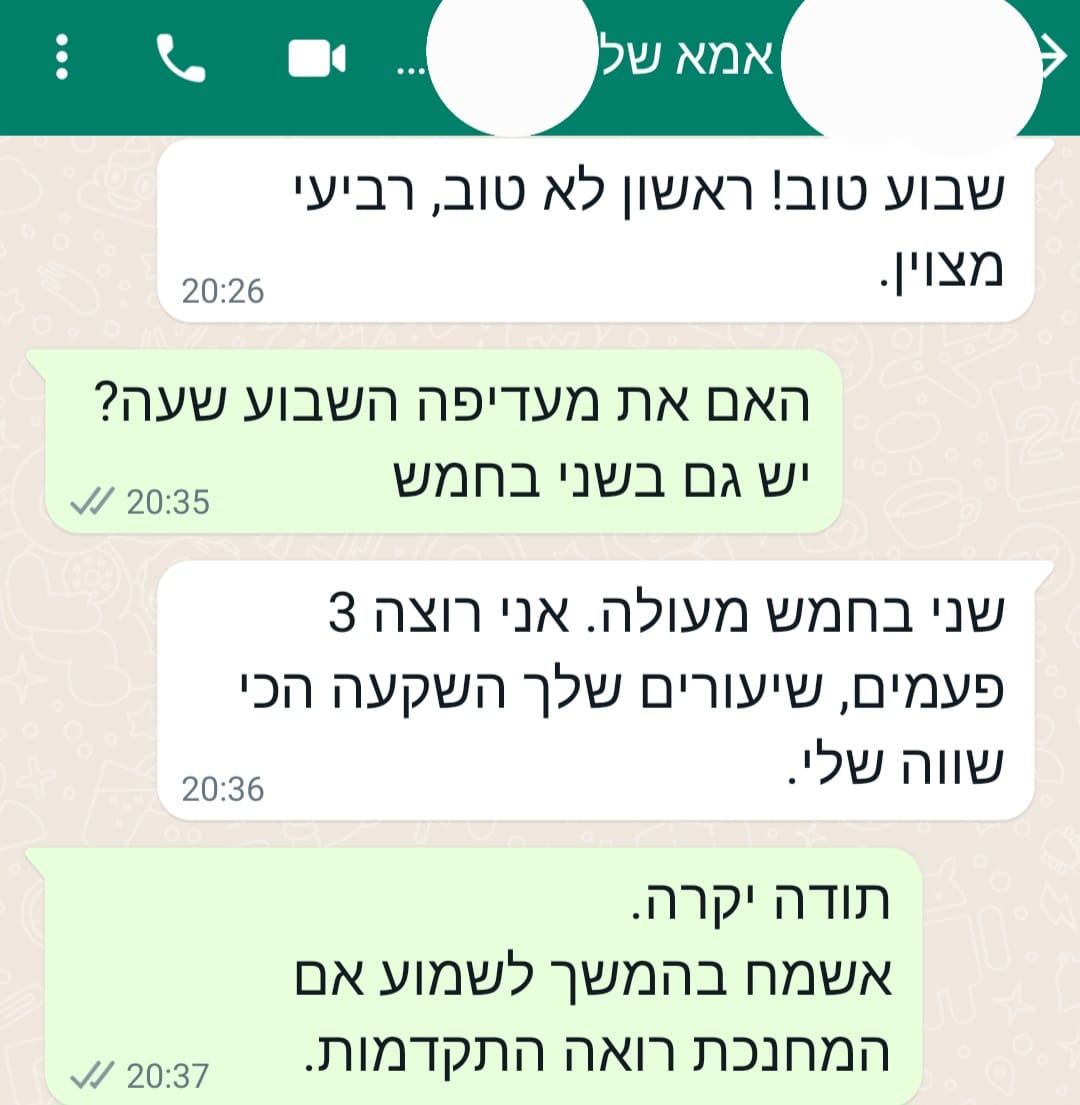 אמא של ...
שבוע טוב! ראשון לא טוב, רביעי
מצוין.
20:26
האם את מעדיפה השבוע שעה?
יש גם בשני בחמש
20:35
שני בחמש מעולה. אני רוצה 3
פעמים, שיעורים שלך השקעה הכי
שווה שלי.
20:36
תודה יקרה.
אשמח בהמשך לשמוע אם
המחנכת רואה התקדמות.
20:37